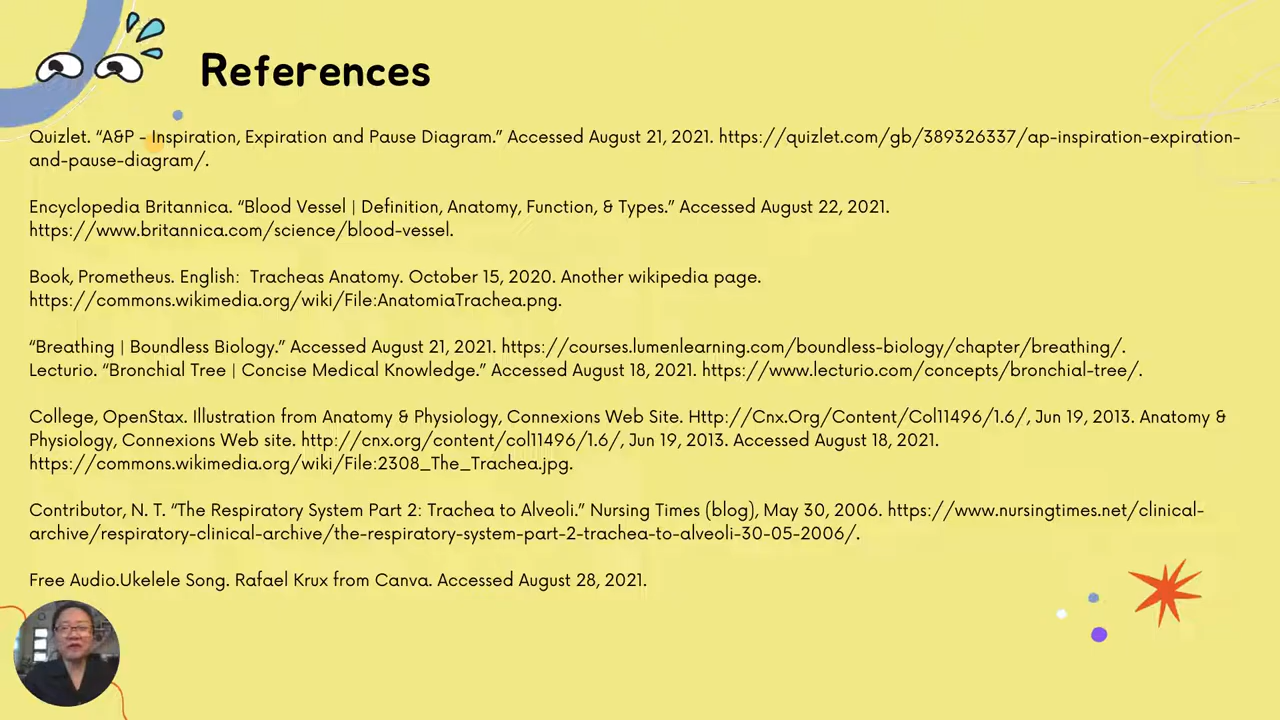 References
Quizlet. “A&P - Inspiration, Expiration and Pause Diagram.” Accessed August 21, 2021. https://quizlet.com/gb/389326337/ap-inspiration-expiration-
and-pause-diagram/.
Encyclopedia Britannica. “Blood Vessel | Definition, Anatomy, Function, & Types.” Accessed August 22, 2021.
https://www.britannica.com/science/blood-vessel.
Book, Prometheus. English:  Tracheas Anatomy. October 15, 2020. Another wikipedia page.
https://commons.wikimedia.org/wiki/File:AnatomiaTrachea.png.
“Breathing | Boundless Biology.” Accessed August 21, 2021. https://courses.lumenlearning.com/boundless-biology/chapter/breathing/.
Lecturio. “Bronchial Tree | Concise Medical Knowledge.” Accessed August 18, 2021. https://www.lecturio.com/concepts/bronchial-tree/.
College, OpenStax. Illustration from Anatomy & Physiology, Connexions Web Site. Http://Cnx.Org/Content/Col11496/1.6/, Jun 19, 2013. Anatomy &
Physiology, Connexions Web site. http://cnx.org/content/col11496/1.6/, Jun 19, 2013. Accessed August 18, 2021.
https://commons.wikimedia.org/wiki/File:2308_The_Trachea.jpg.
Contributor, N. T. “The Respiratory System Part 2: Trachea to Alveoli.” Nursing Times (blog), May 30, 2006. https://www.nursingtimes.net/clinical-
archive/respiratory-clinical-archive/the-respiratory-system-part-2-trachea-to-alveoli-30-05-2006/.
Free Audio.Ukelele Song. Rafael Krux from Canva. Accessed August 28, 2021.